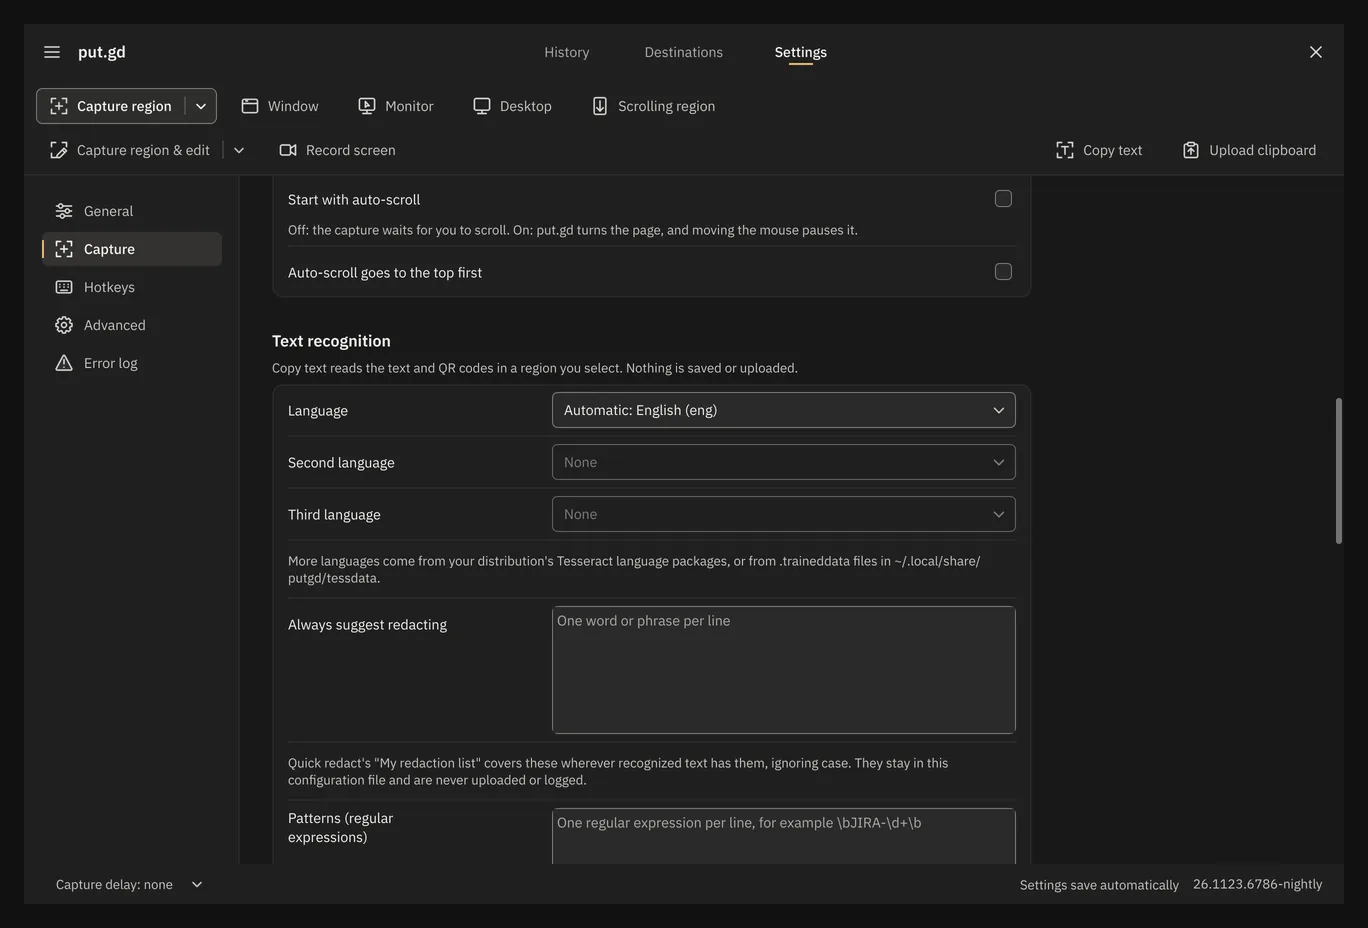 put.gd
History
Destinations
Settings
Capture region
Window
Monitor
Desktop
Scrolling region
Capture region & edit
Record screen
Copy text
Upload clipboard
General
Capture
Hotkeys
Advanced
Error log
Start with auto-scroll
Off: the capture waits for you to scroll. On: put.gd turns the page, and moving the mouse pauses it.
Auto-scroll goes to the top first
Text recognition
Copy text reads the text and QR codes in a region you select. Nothing is saved or uploaded.
Language
Automatic: English (eng)
Second language
None
Third language
None
More languages come from your distribution's Tesseract language packages, or from .traineddata files in ~/.local/share/
putgd/tessdata.
Always suggest redacting
One word or phrase per line
Quick redact's "My redaction list" covers these wherever recognized text has them, ignoring case. They stay in this
configuration file and are never uploaded or logged.
Patterns (regular
expressions)
One regular expression per line, for example \bJIRA-\d+\b
Capture delay: none
Settings save automatically
26.1123.6786-nightly